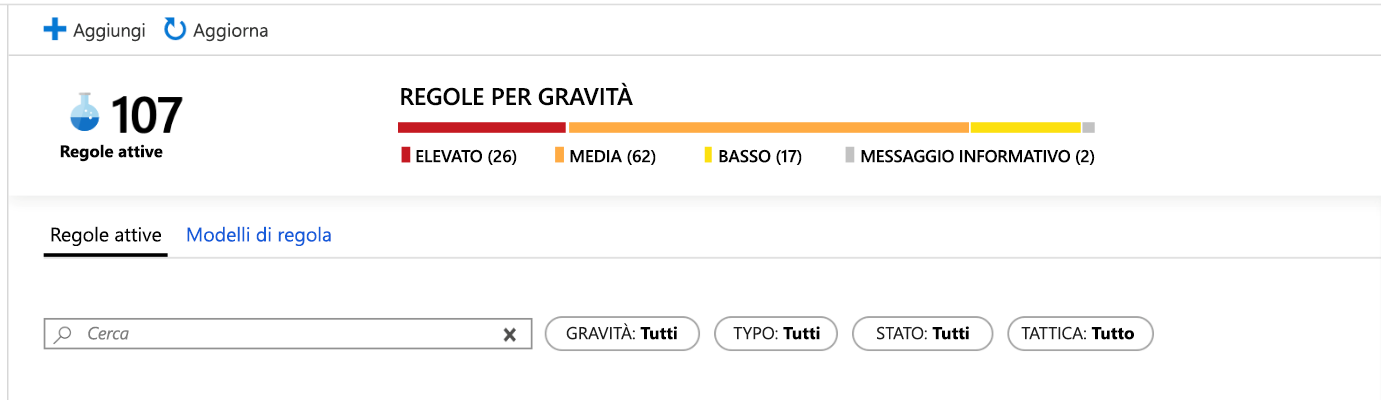 Aggiungi Aggiorna
107
Regole attive
REGOLE PER GRAVITÀ
ELEVATO (26) MEDIA (62) BASSO (17) MESSAGGIO INFORMATIVO (2)
Regole attive Modelli di regola
Cerca GRAVITÀ: Tutti TYPO: Tutti STATO: Tutti TATTICA: Tutto